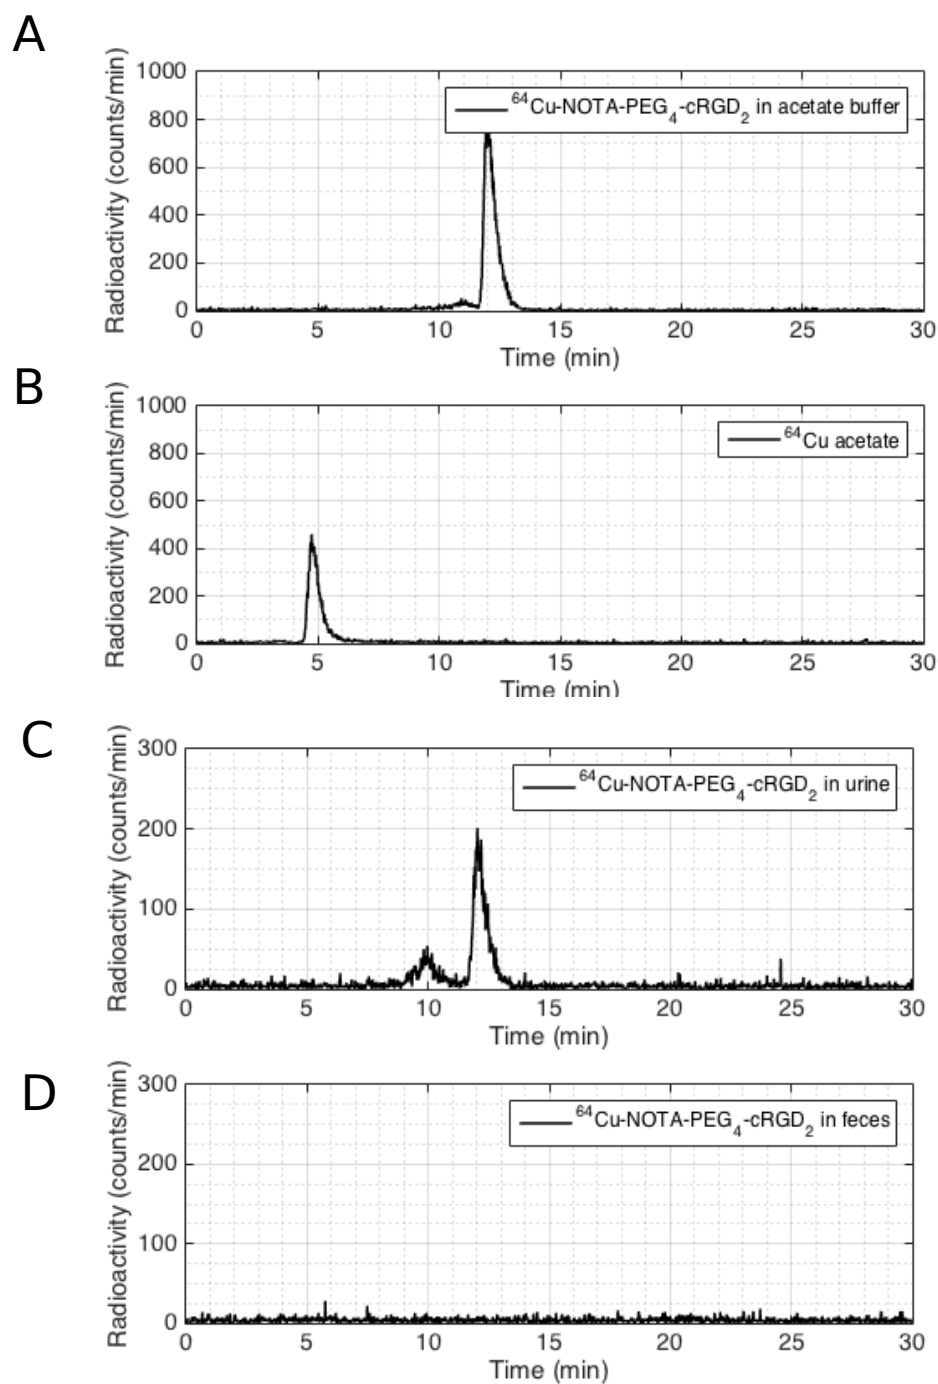 A
1000
800
600
400
200
0
Radioactivity (counts/min)
64Cu-NOTA-PEG4-cRGD2 in acetate buffer
0 5 10 15 20 25 30
Time (min)
B
1000
800
600
400
200
0
Radioactivity (counts/min)
64Cu acetate
0 5 10 15 20 25 30
Time (min)
C
300
200
100
0
Radioactivity (counts/min)
64Cu-NOTA-PEG4-cRGD2 in urine
0 5 10 15 20 25 30
Time (min)
D
300
200
100
0
Radioactivity (counts/min)
64Cu-NOTA-PEG4-cRGD2 in feces
0 5 10 15 20 25 30
Time (min)